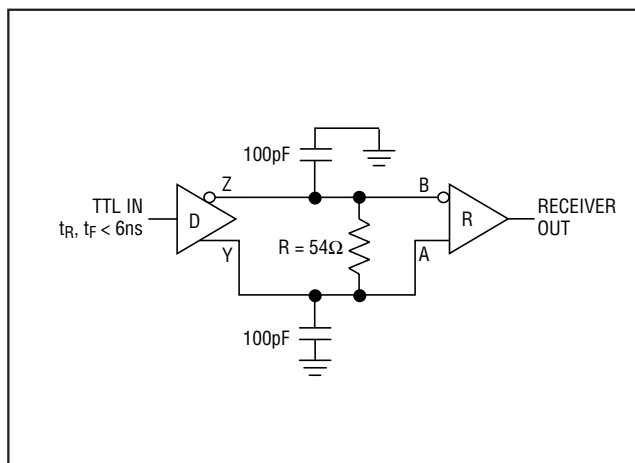 100pF
Z
B
TTL IN
t_R, t_F < 6ns
D
R
RECEIVER
OUT
R = 54Ω
Y
A
100pF